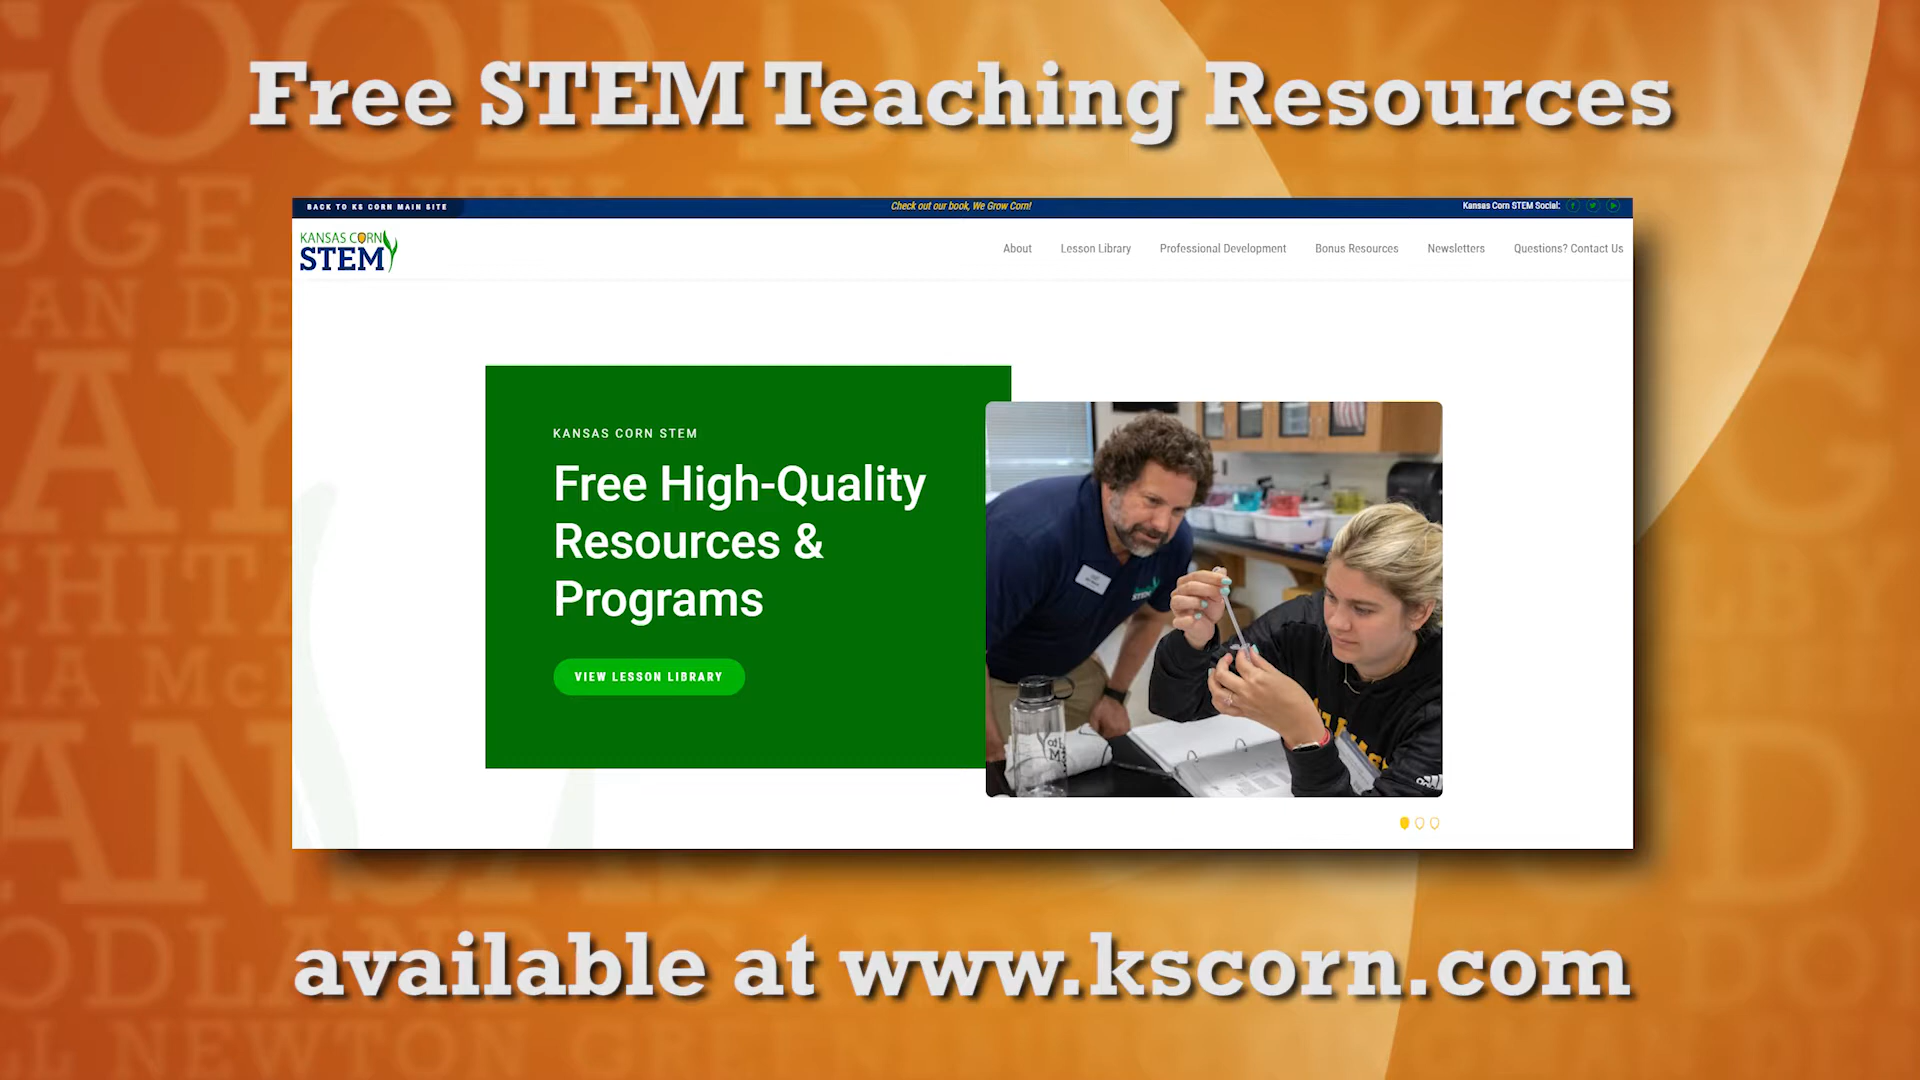 Free STEM Teaching Resources
BACK TO KS CORN MAIN SITE
Check out our book, We Grow Corn!
Kansas Corn STEM Social:
KANSAS CORN
STEM
About
Lesson Library
Professional Development
Bonus Resources
Newsletters
Questions? Contact Us
KANSAS CORN STEM
Free High-Quality
Resources &
Programs
VIEW LESSON LIBRARY
available at www.kscorn.com